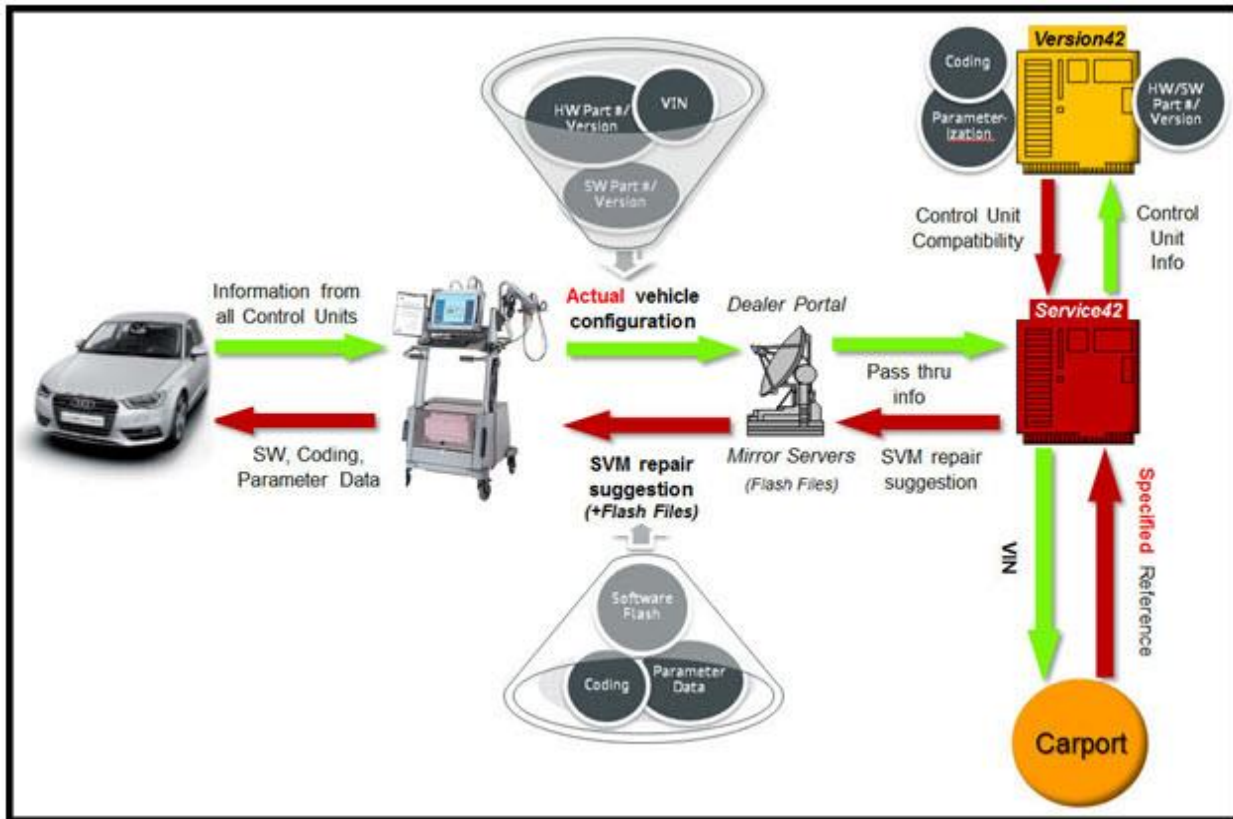 HW Part #/
Version
VIN
SW Part #/
Version
Version42
Coding
Parameter-
ization
HW/SW
Part #/
Version
Control Unit
Compatibility
Control
Unit
Info
Information from
all Control Units
Actual vehicle
configuration
Dealer Portal
Pass thru
info
Service42
SW, Coding,
Parameter Data
SVM repair
suggestion
(+Flash Files)
Mirror Servers
(Flash Files)
SVM repair
suggestion
VIN
Specified Reference
Software
Flash
Coding
Parameter
Data
Carport